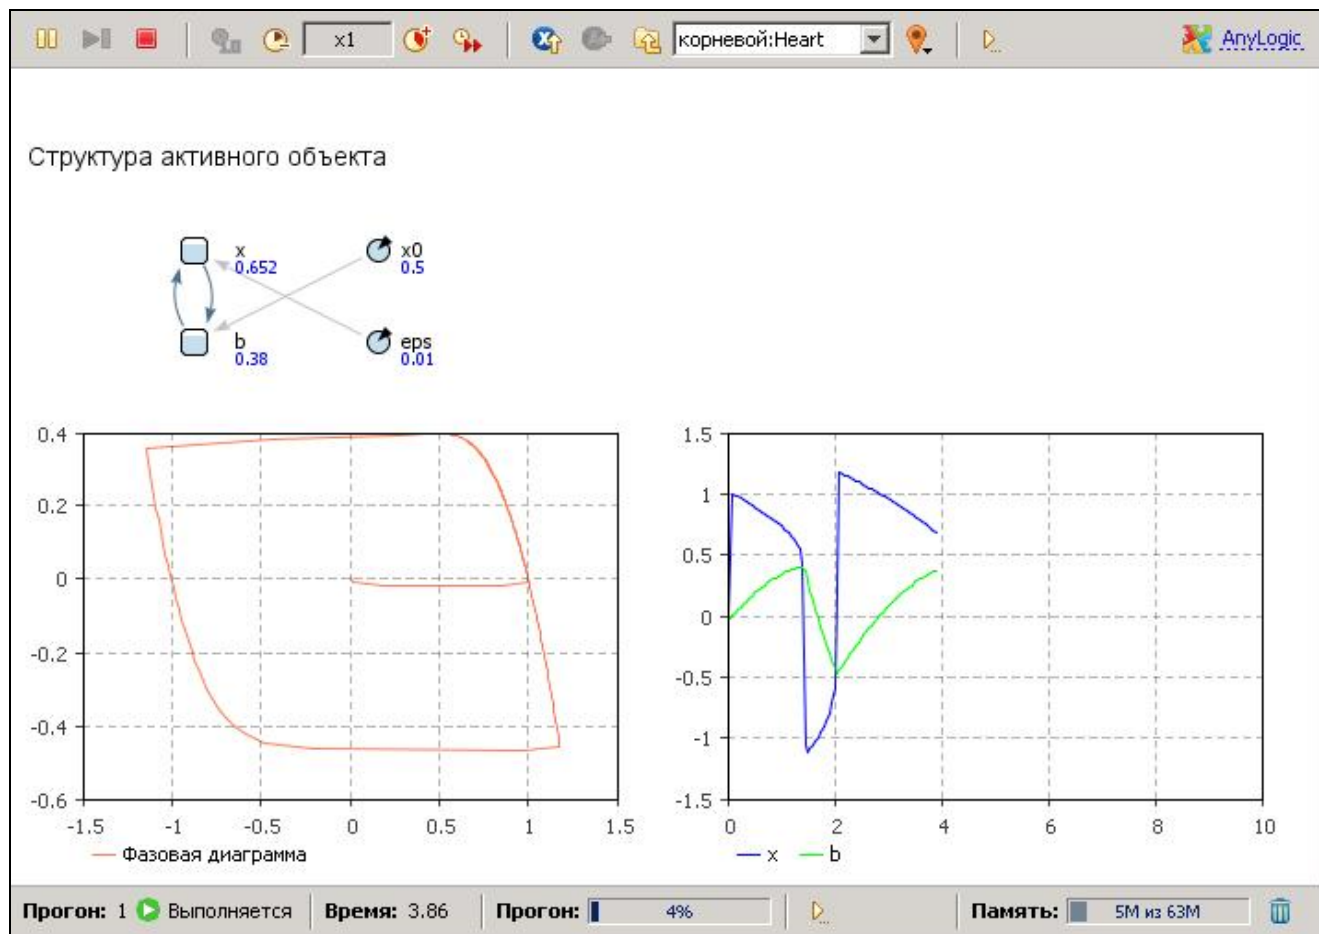 x1 корневой:Heart AnyLogic
Структура активного объекта
x x0
0.652 0.5
b eps
0.38 0.01
0.4 1.5
0.2 1
0 0.5
-0.2 0
-0.4 -0.5
-0.6 -1
-1.5
-1.5 -1 -0.5 0 0.5 1 1.5 0 2 4 6 8 10
Фазовая диаграмма x b
Прогон: 1 Выполняется Время: 3.86 Прогон: 4% Память: 5M из 63M